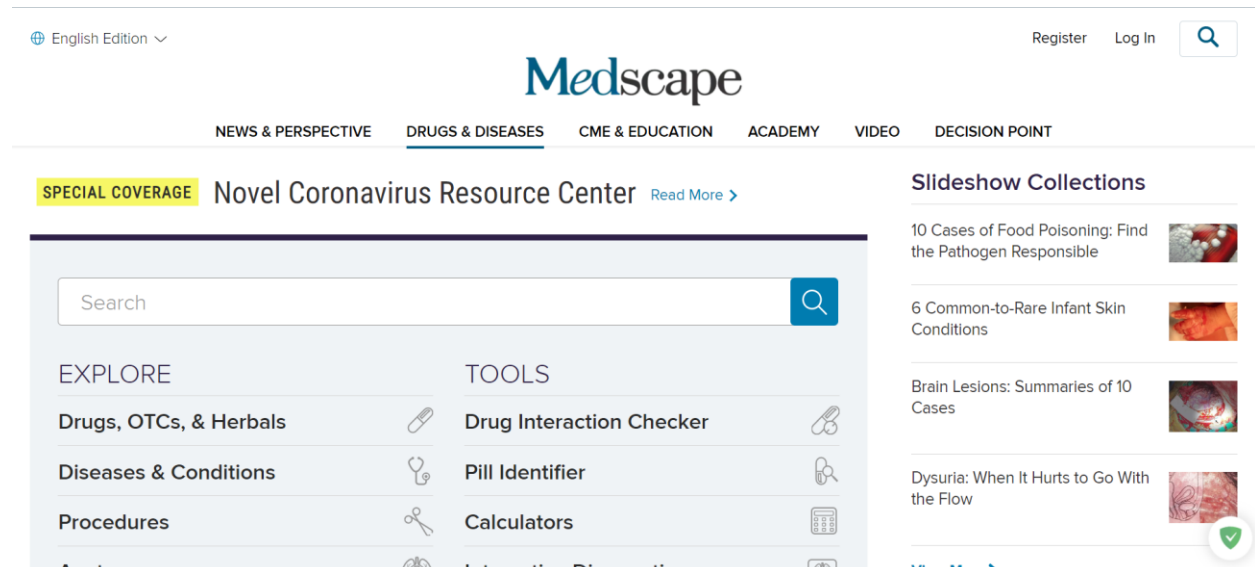 English Edition
Register Log In
Medscape
NEWS & PERSPECTIVE DRUGS & DISEASES CME & EDUCATION ACADEMY VIDEO DECISION POINT
SPECIAL COVERAGE Novel Coronavirus Resource Center Read More
Search
EXPLORE
Drugs, OTCs, & Herbals
Diseases & Conditions
Procedures
TOOLS
Drug Interaction Checker
Pill Identifier
Calculators
Slideshow Collections
10 Cases of Food Poisoning: Find
the Pathogen Responsible
6 Common-to-Rare Infant Skin
Conditions
Brain Lesions: Summaries of 10
Cases
Dysuria: When It Hurts to Go With
the Flow